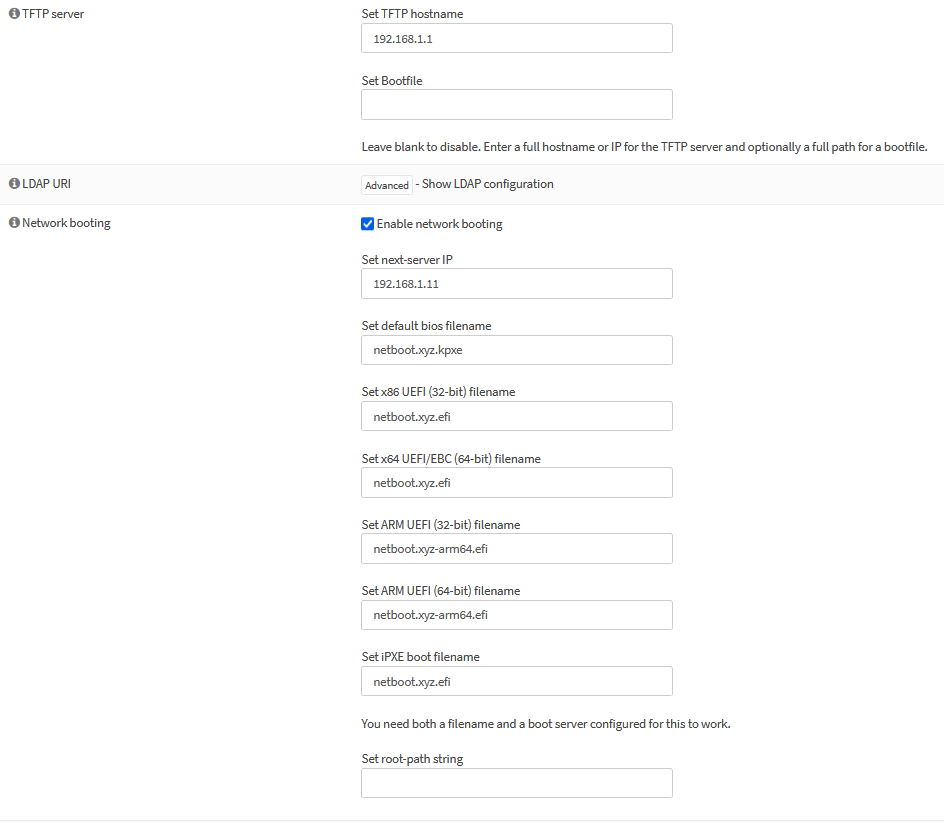 TFTP server
Set TFTP hostname
192.168.1.1
Set Bootfile
Leave blank to disable. Enter a full hostname or IP for the TFTP server and optionally a full path for a bootfile.
LDAP URI
Advanced - Show LDAP configuration
Network booting
Enable network booting
Set next-server IP
192.168.1.11
Set default bios filename
netboot.xyz.kpxe
Set x86 UEFI (32-bit) filename
netboot.xyz.efi
Set x64 UEFI/EBC (64-bit) filename
netboot.xyz.efi
Set ARM UEFI (32-bit) filename
netboot.xyz-arm64.efi
Set ARM UEFI (64-bit) filename
netboot.xyz-arm64.efi
Set iPXE boot filename
netboot.xyz.efi
You need both a filename and a boot server configured for this to work.
Set root-path string